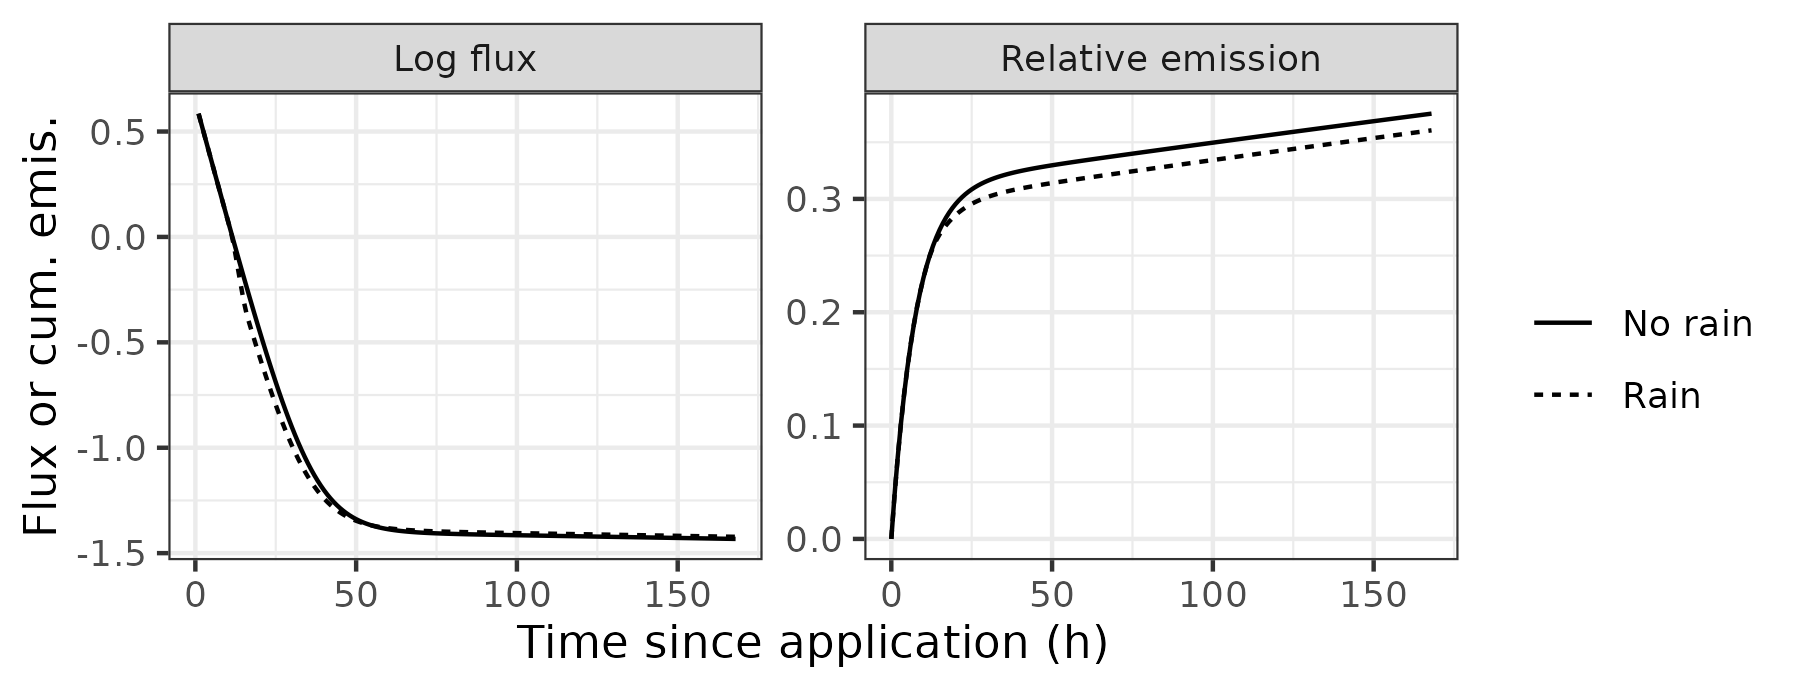 Log flux
Relative emission
Flux or cum. emis.
0.5
0.0
-0.5
-1.0
-1.5
0.3
0.2
0.1
0.0
0 50 100 150
0 50 100 150
Time since application (h)
No rain
Rain